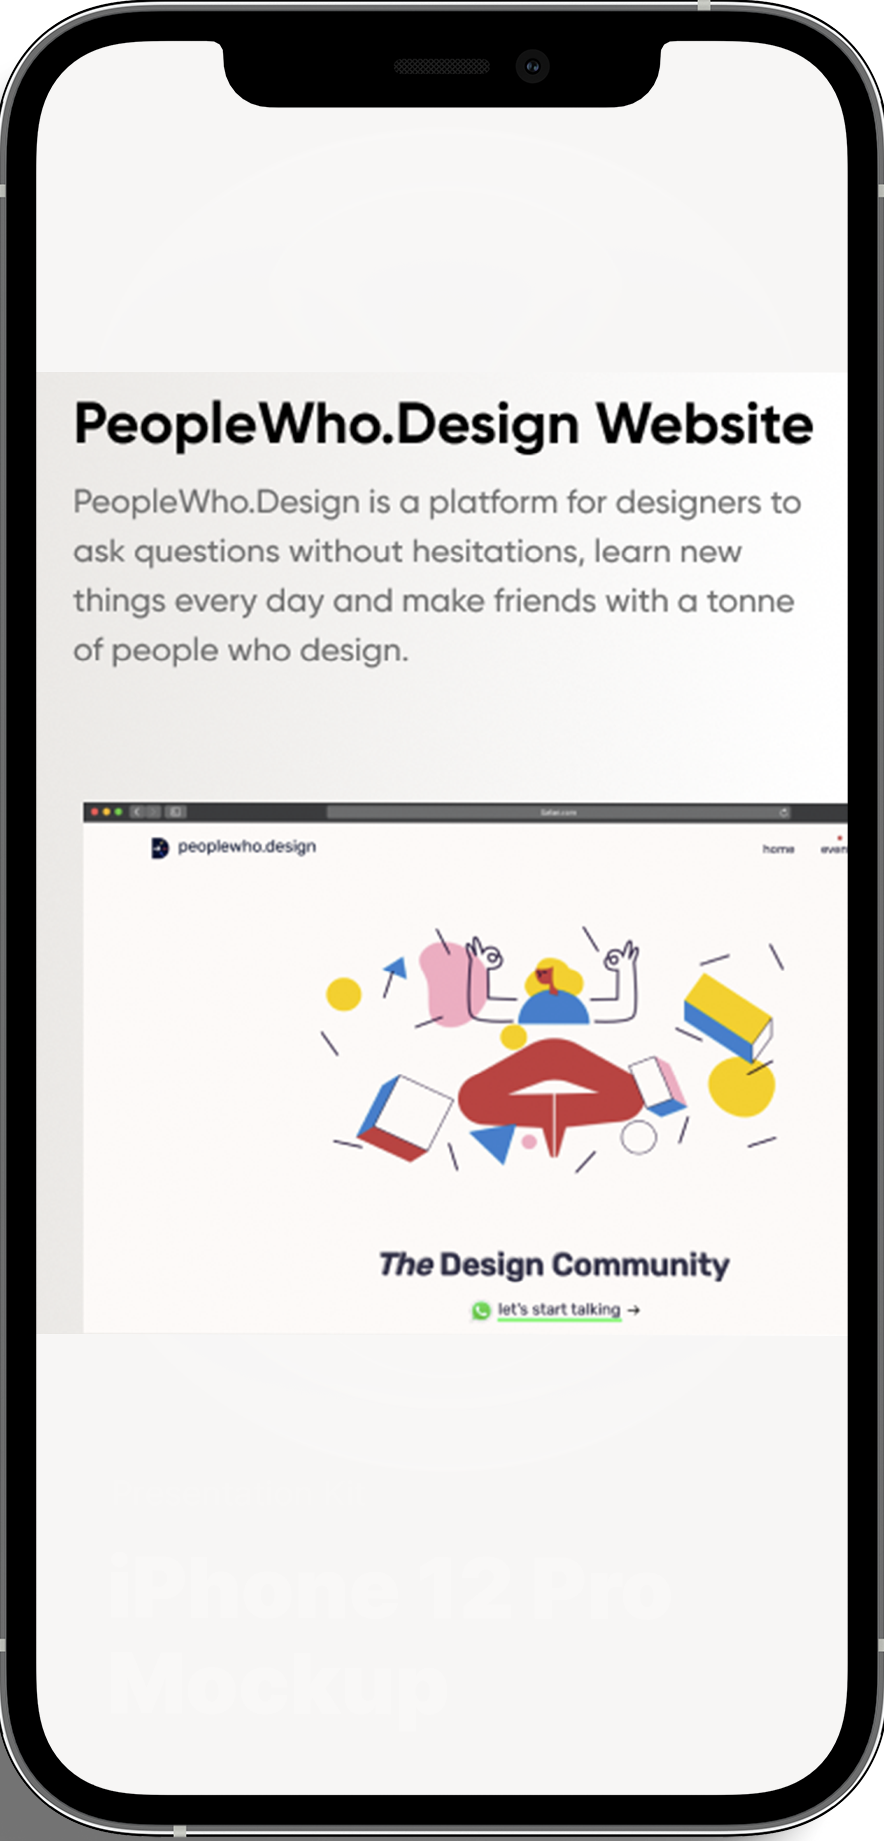 PeopleWho.Design Website
PeopleWho.Design is a platform for designers to
ask questions without hesitations, learn new
things every day and make friends with a tonne
of people who design.
Safari.com
peoplewho.design
home
The Design Community
let's start talking →
iPhone 12 Pro
Mockup